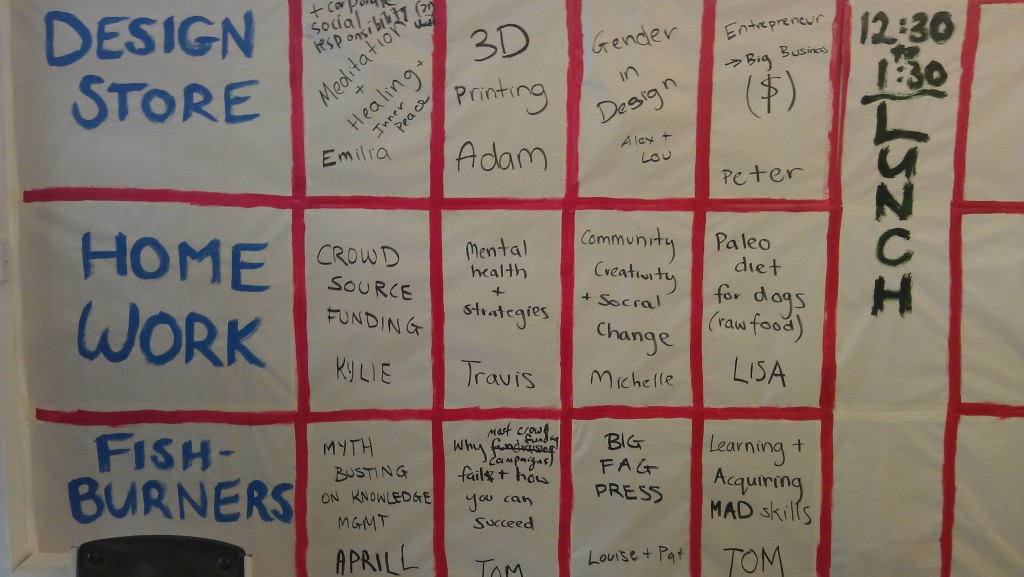 DESIGN
STORE
+ corporate
social
responsibility
Meditation
+
Healing +
Inner
Peace
Emilia
3D
Printing
Adam
Gender
in
Design
Alex +
Lou
Entrepreneur
→ Big Business
($)
Peter
12:30
TO
1:30
LUNCH
HOME
WORK
CROWD
SOURCE
FUNDING
KYLIE
Mental
health
+
strategies
Travis
Community
Creativity
+ Social
Change
Michelle
Paleo
diet
for dogs
(raw food)
LISA
FISH-
BURNERS
MYTH
BUSTING
ON KNOWLEDGE
MGMT
APRILL
most crowd
funding
Why fundraising
campaigns
fails + how
you can
succeed
TOM
BIG
FAG
PRESS
Louise + Pat
Learning +
Acquiring
MAD skills
TOM